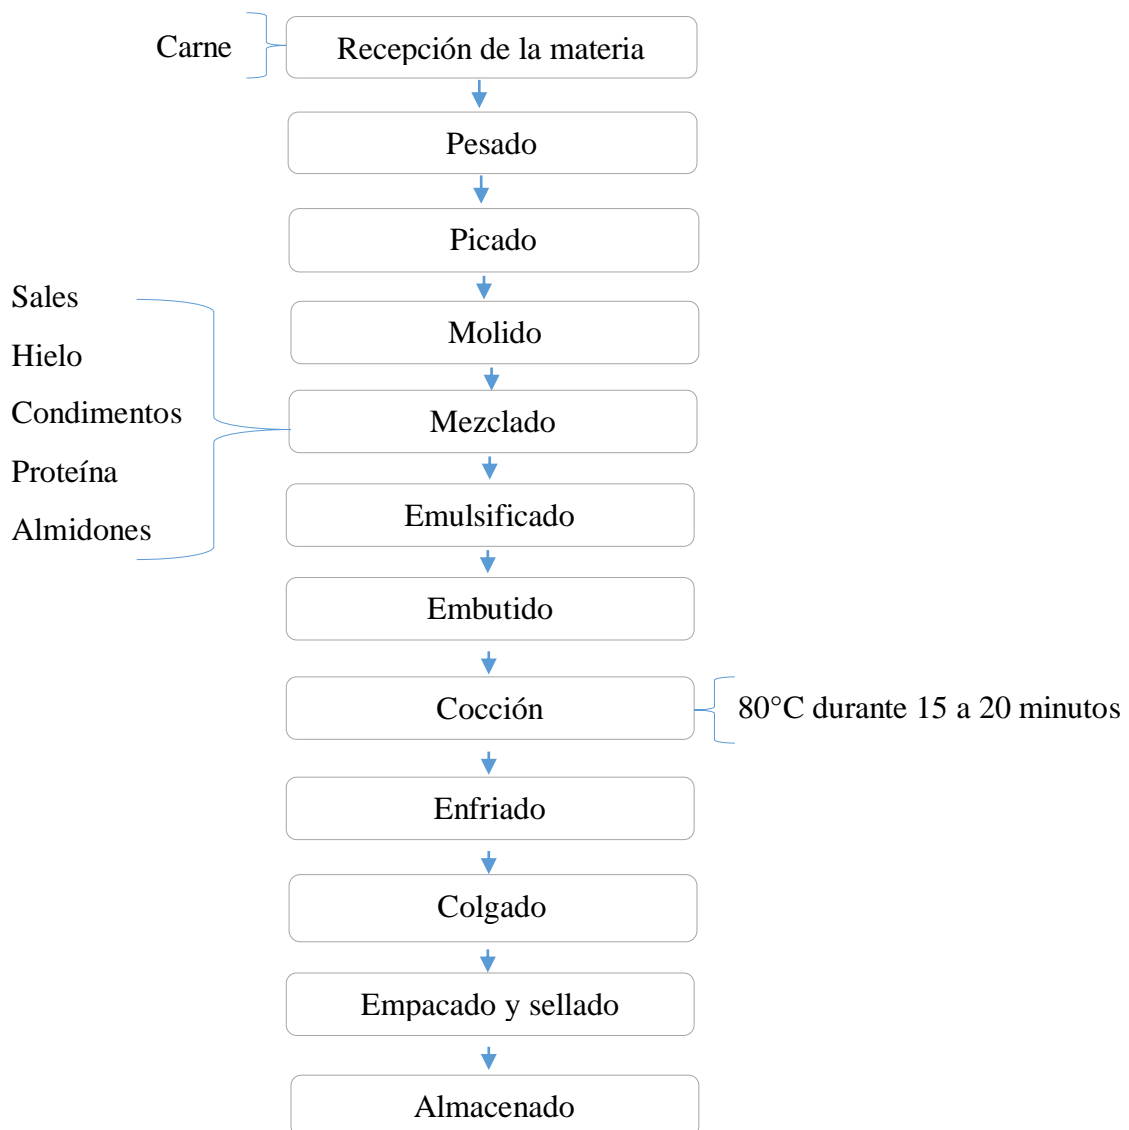 Carne
Recepción de la materia
Pesado
Picado
Molido
Sales
Hielo
Condimentos
Proteína
Almidones
Mezclado
Emulsificado
Embutido
Cocción
80°C durante 15 a 20 minutos
Enfriado
Colgado
Empacado y sellado
Almacenado